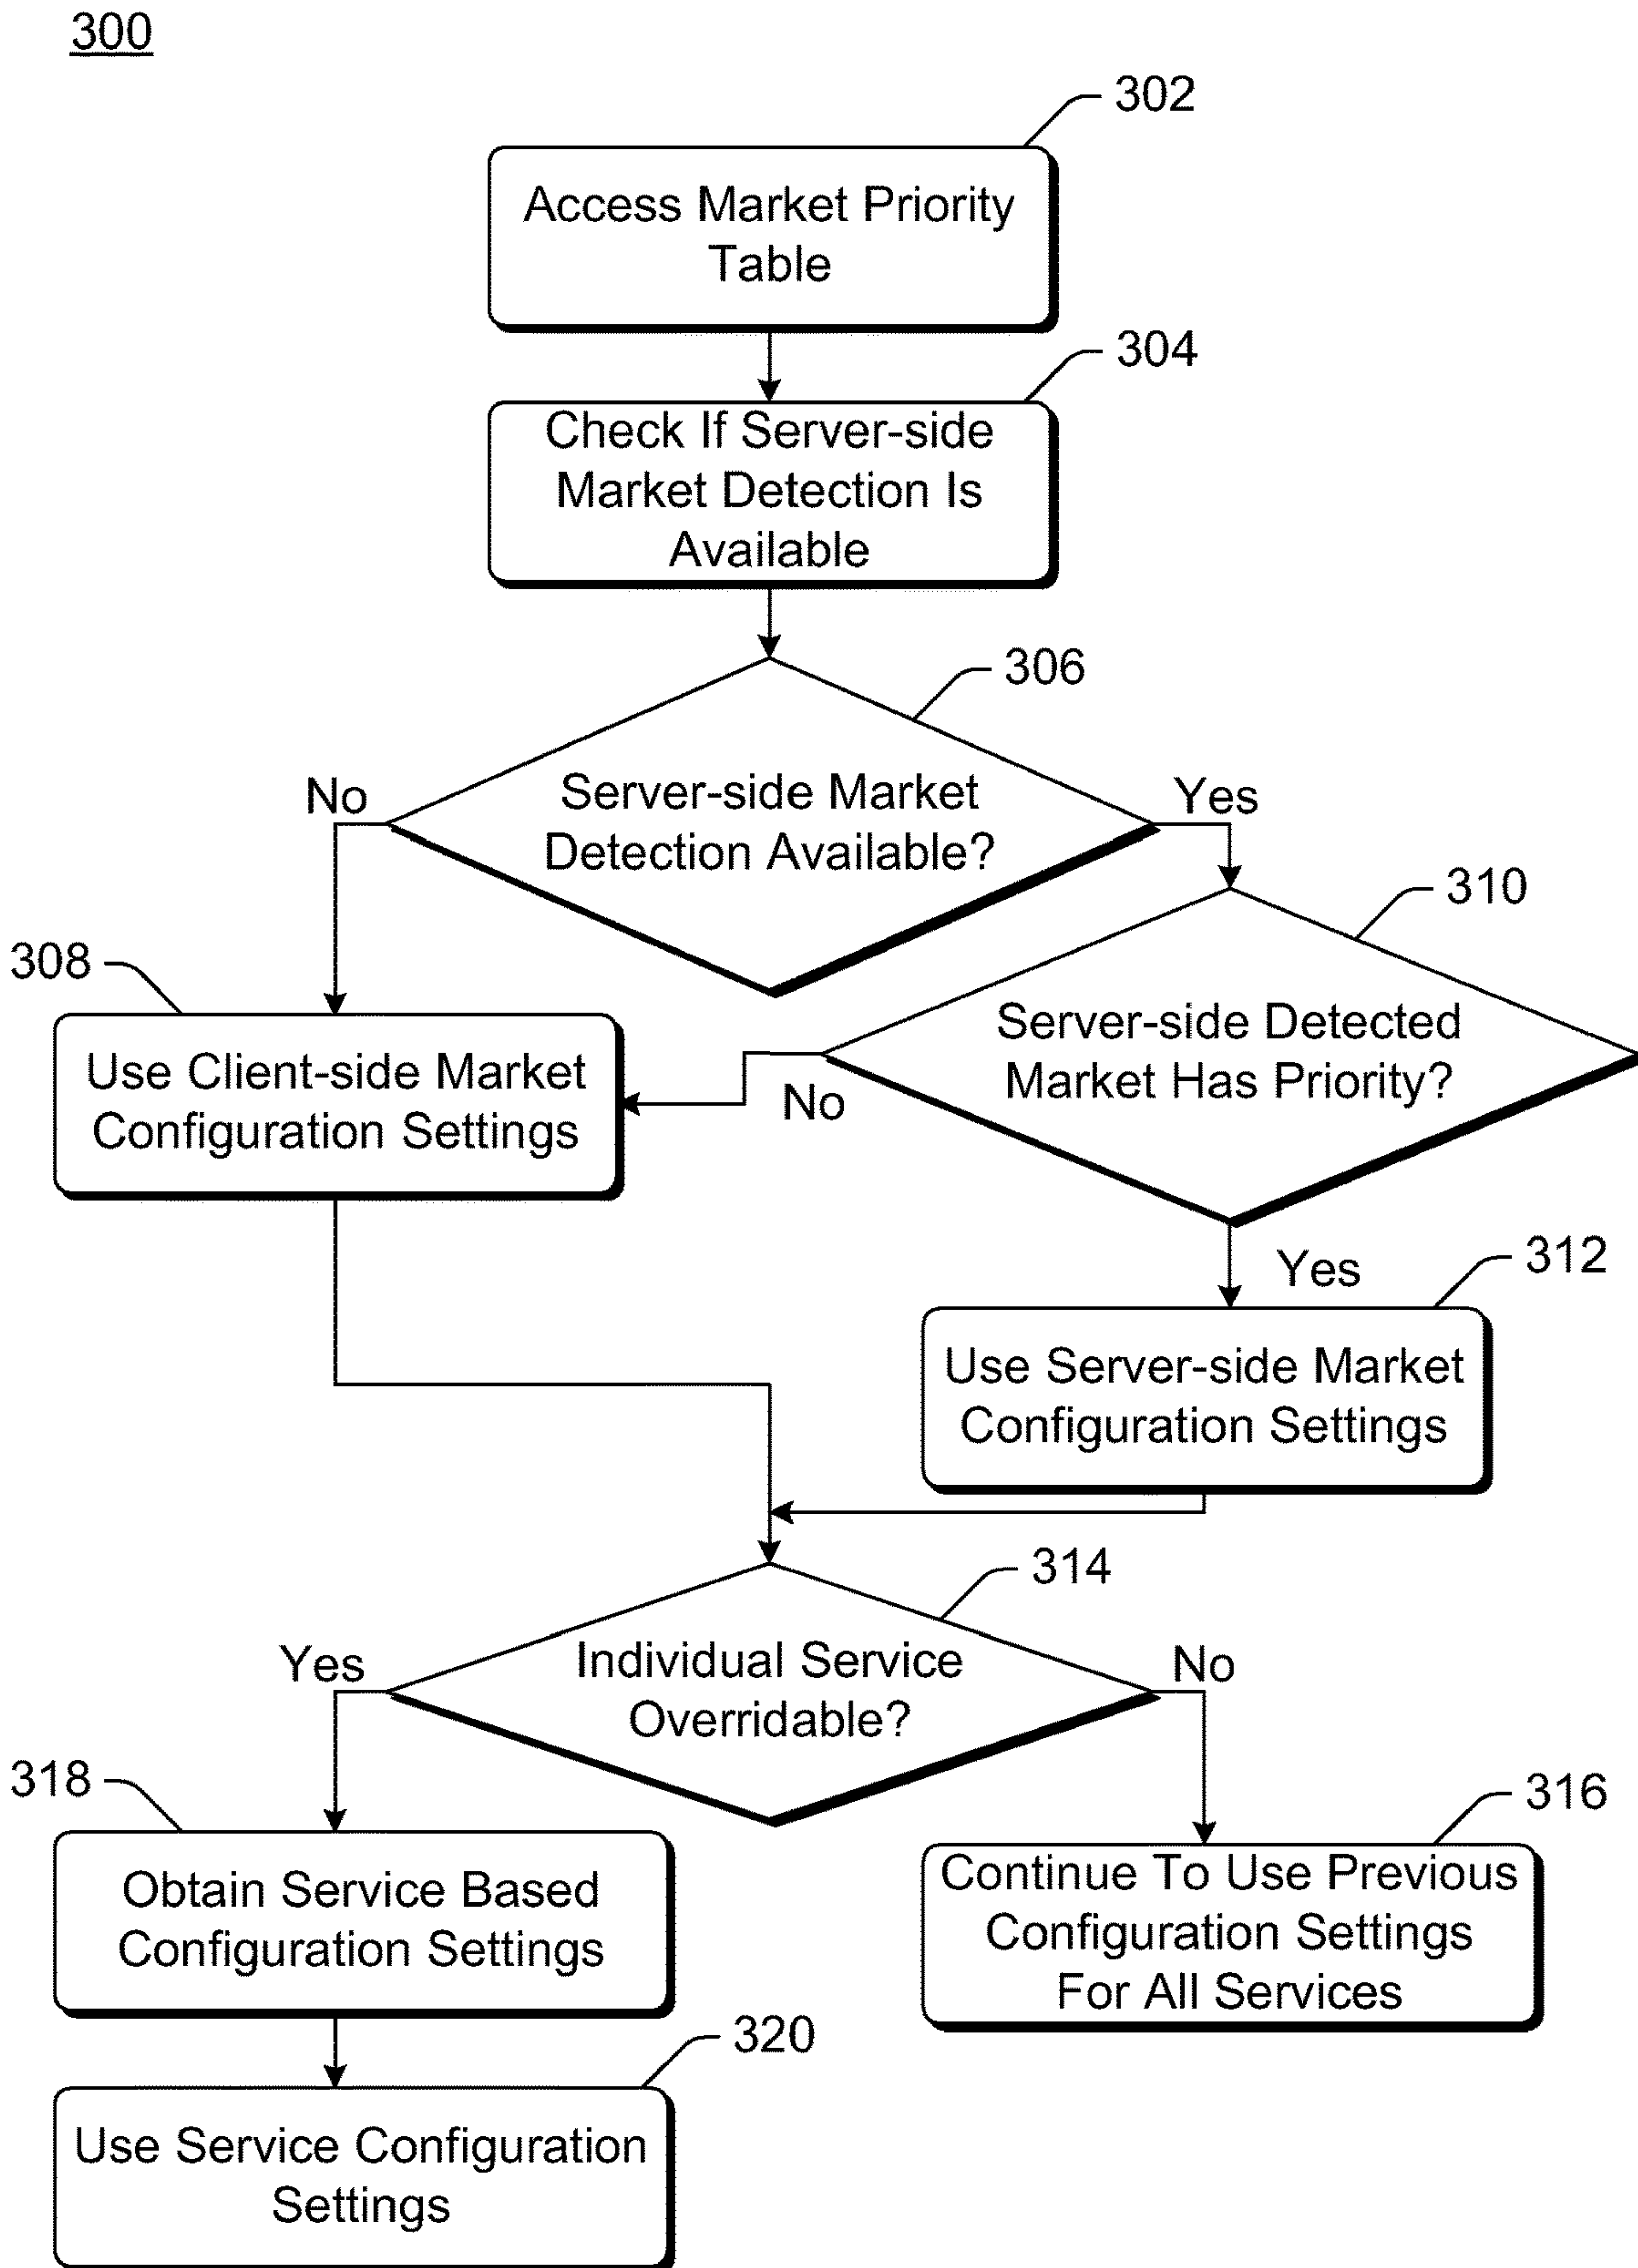 300
302
Access Market Priority
Table
304
Check If Server-side
Market Detection Is
Available
306
No
Server-side Market
Detection Available?
Yes
310
308
Server-side Detected
Market Has Priority?
Use Client-side Market
Configuration Settings
No
Yes
312
Use Server-side Market
Configuration Settings
314
Yes
Individual Service
Overridable?
No
318
316
Obtain Service Based
Configuration Settings
Continue To Use Previous
Configuration Settings
For All Services
320
Use Service Configuration
Settings